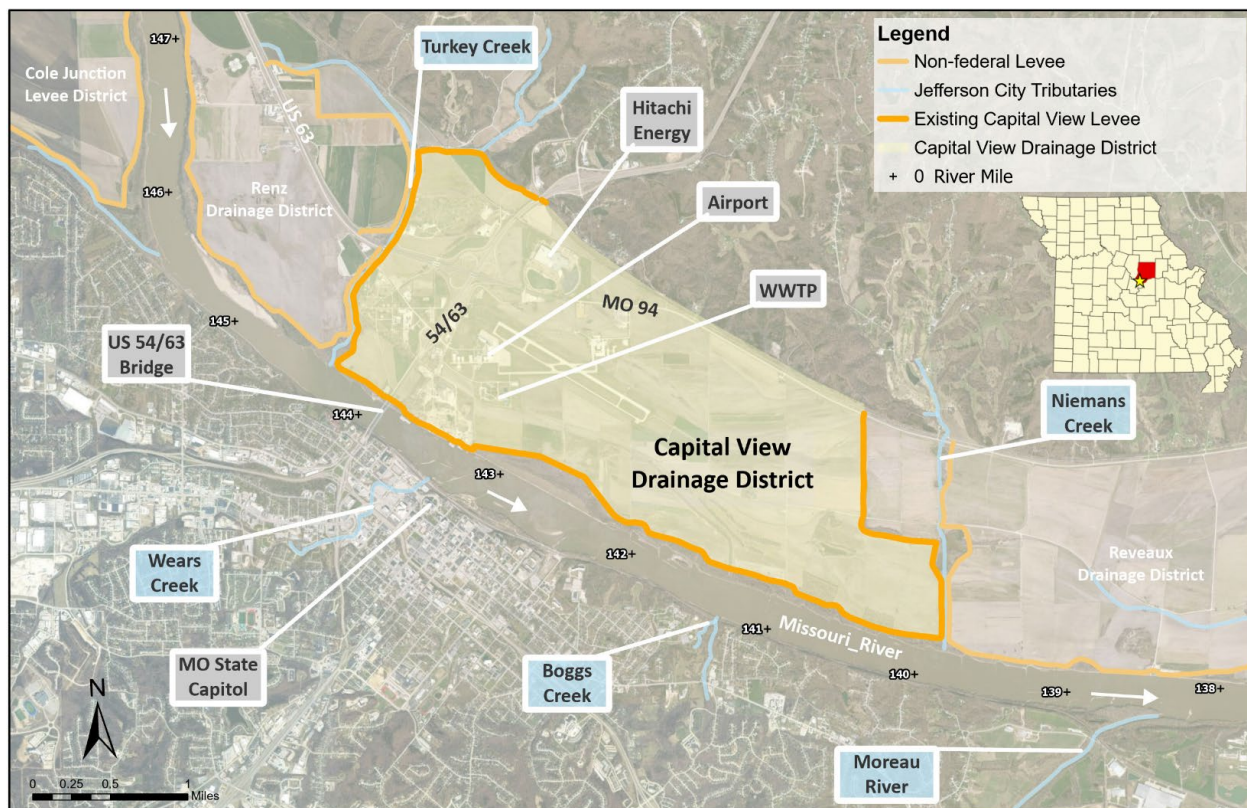 147+
Cole Junction
Levee District
US 63
Turkey Creek
Hitachi
Energy
Airport
WWTP
146+
Renz
Drainage District
145+
54/63
MO 94
US 54/63
Bridge
144+
143+
Capital View
Drainage District
Niemans
Creek
142+
Wears
Creek
MO State
Capitol
141+
Missouri_River
140+
Reveaux
Drainage District
Boggs
Creek
139+
138+
Moreau
River
Legend
Non-federal Levee
Jefferson City Tributaries
Existing Capital View Levee
Capital View Drainage District
+ 0 River Mile
N
0 0.25 0.5 1
Miles